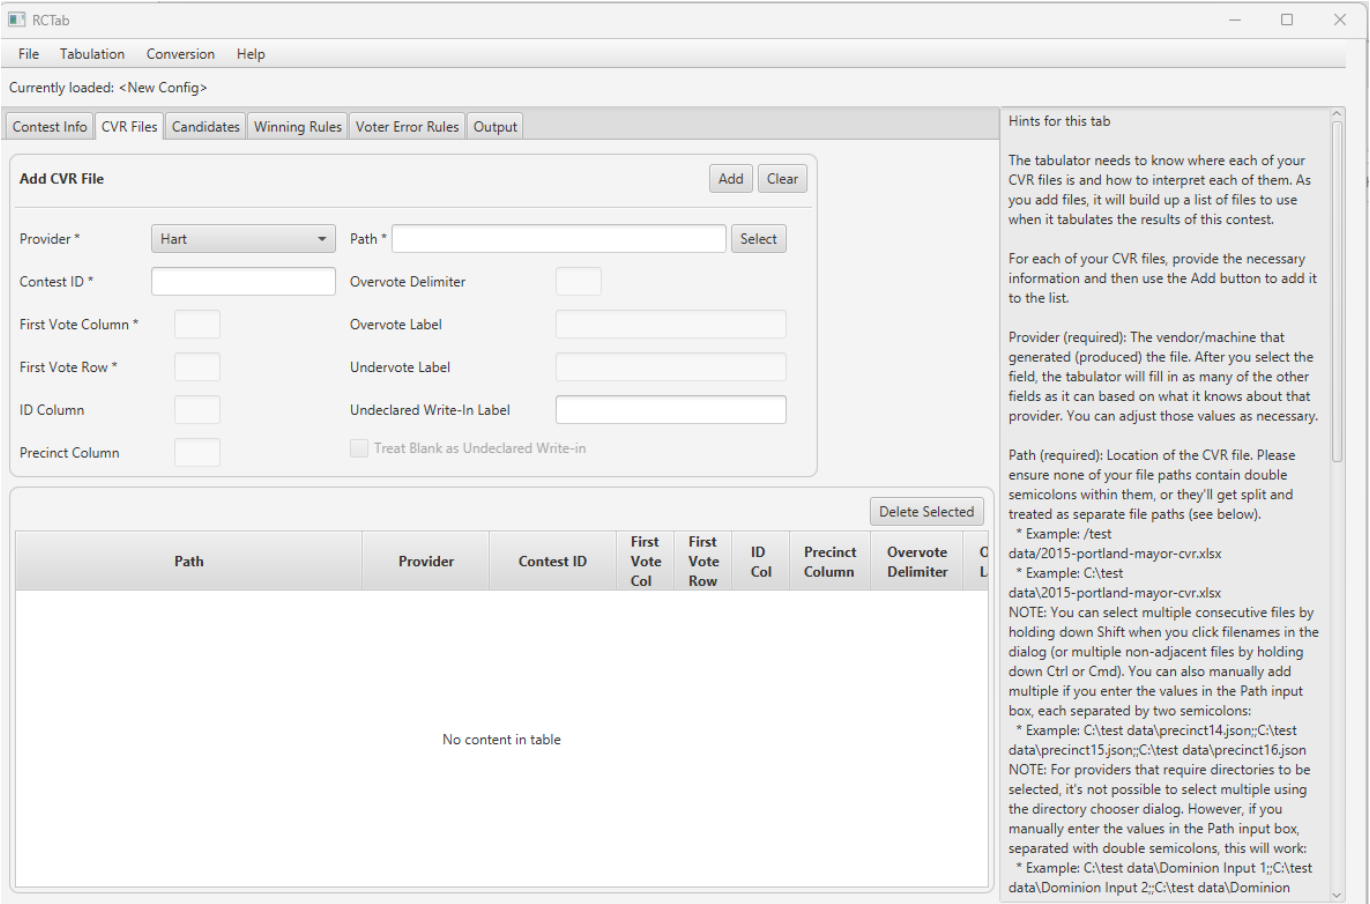 RCTab
File Tabulation Conversion Help
Currently loaded: <New Config>
Contest Info CVR Files Candidates Winning Rules Voter Error Rules Output
Add CVR File
Add Clear
Provider * Hart Path * Select
Contest ID * Overvote Delimiter
First Vote Column * Overvote Label
First Vote Row * Undervote Label
ID Column Undeclared Write-In Label
Precinct Column Treat Blank as Undeclared Write-in
Delete Selected
Path Provider Contest ID First Vote Col First Vote Row ID Col Precinct Column Overvote Delimiter
No content in table
Hints for this tab
The tabulator needs to know where each of your
CVR files is and how to interpret each of them. As
you add files, it will build up a list of files to use
when it tabulates the results of this contest.
For each of your CVR files, provide the necessary
information and then use the Add button to add it
to the list.
Provider (required): The vendor/machine that
generated (produced) the file. After you select the
field, the tabulator will fill in as many of the other
fields as it can based on what it knows about that
provider. You can adjust those values as necessary.
Path (required): Location of the CVR file. Please
ensure none of your file paths contain double
semicolons within them, or they'll get split and
treated as separate file paths (see below).
* Example: /test
data/2015-portland-mayor-cvr.xlsx
* Example: C:\test
data\2015-portland-mayor-cvr.xlsx
NOTE: You can select multiple consecutive files by
holding down Shift when you click filenames in the
dialog (or multiple non-adjacent files by holding
down Ctrl or Cmd). You can also manually add
multiple if you enter the values in the Path input
box, each separated by two semicolons:
* Example: C:\test data\precinct14.json;;C:\test
data\precinct15.json;;C:\test data\precinct16.json
NOTE: For providers that require directories to be
selected, it's not possible to select multiple using
the directory chooser dialog. However, if you
manually enter the values in the Path input box,
separated with double semicolons, this will work:
* Example: C:\test data\Dominion Input 1;;C:\test
data\Dominion Input 2;;C:\test data\Dominion